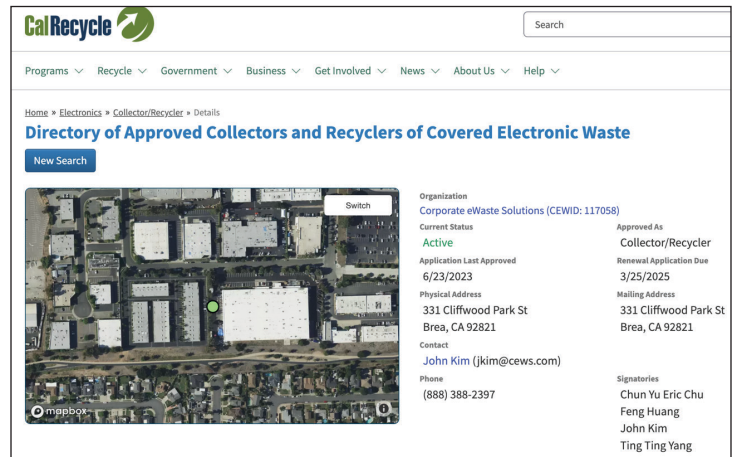 CalRecycle
Search
Programs Recycle Government Business Get Involved News About Us Help
Home » Electronics » Collector/Recycler » Details
Directory of Approved Collectors and Recyclers of Covered Electronic Waste
New Search
Switch
mapbox
Organization
Corporate eWaste Solutions (CEWID: 117058)
Current Status
Active
Approved As
Collector/Recycler
Application Last Approved
6/23/2023
Renewal Application Due
3/25/2025
Physical Address
331 Cliffwood Park St
Brea, CA 92821
Mailing Address
331 Cliffwood Park St
Brea, CA 92821
Contact
John Kim (jkim@cews.com)
Phone
(888) 388-2397
Signatories
Chun Yu Eric Chu
Feng Huang
John Kim
Ting Ting Yang